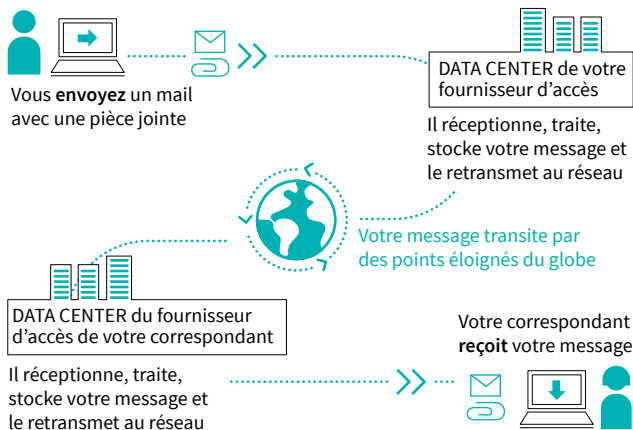 Vous envoyez un mail
avec une pièce jointe
DATA CENTER de votre
fournisseur d'accès
Il réceptionne, traite,
stocke votre message et
le retransmet au réseau
Votre message transite par
des points éloignés du globe
DATA CENTER du fournisseur
d'accès de votre correspondant
Il réceptionne, traite,
stocke votre message et
le retransmet au réseau
Votre correspondant
reçoit votre message